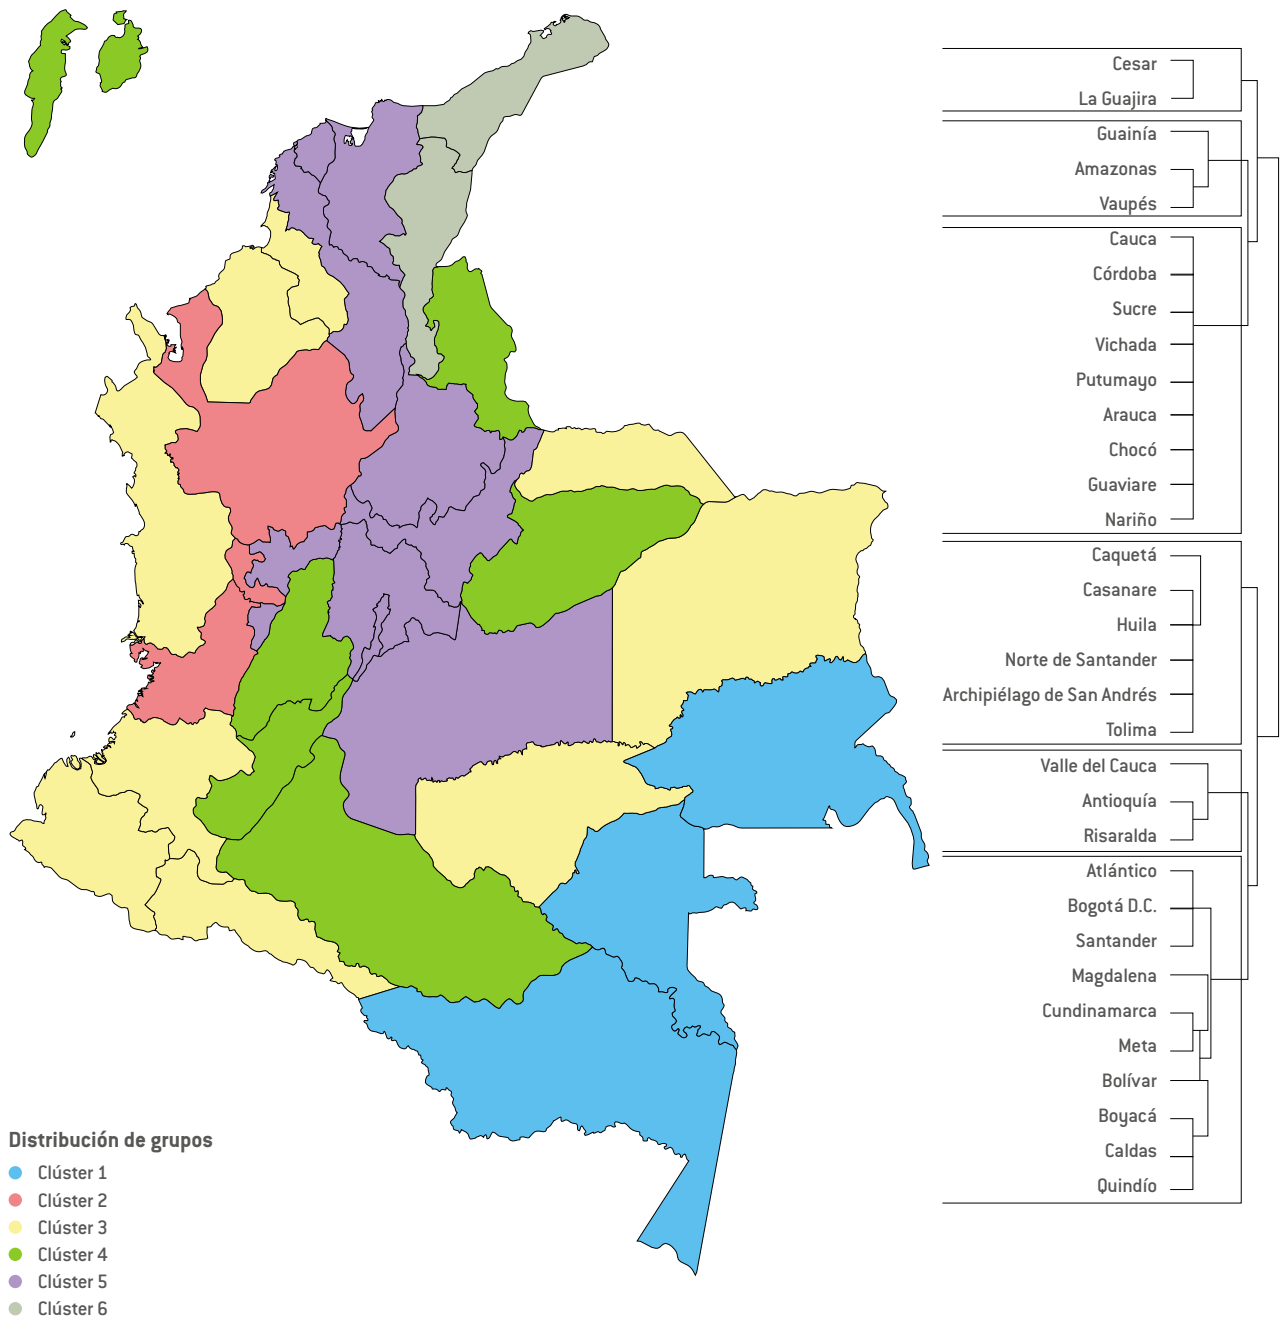 Cesar
La Guajira
Guainía
Amazonas
Vaupés
Cauca
Córdoba
Sucre
Vichada
Putumayo
Arauca
Chocó
Guaviare
Nariño
Caquetá
Casanare
Huila
Norte de Santander
Archipiélago de San Andrés
Tolima
Valle del Cauca
Antioquía
Risaralda
Atlántico
Bogotá D.C.
Santander
Magdalena
Cundinamarca
Meta
Bolívar
Boyacá
Caldas
Quindío
Distribución de grupos
Clúster 1
Clúster 2
Clúster 3
Clúster 4
Clúster 5
Clúster 6